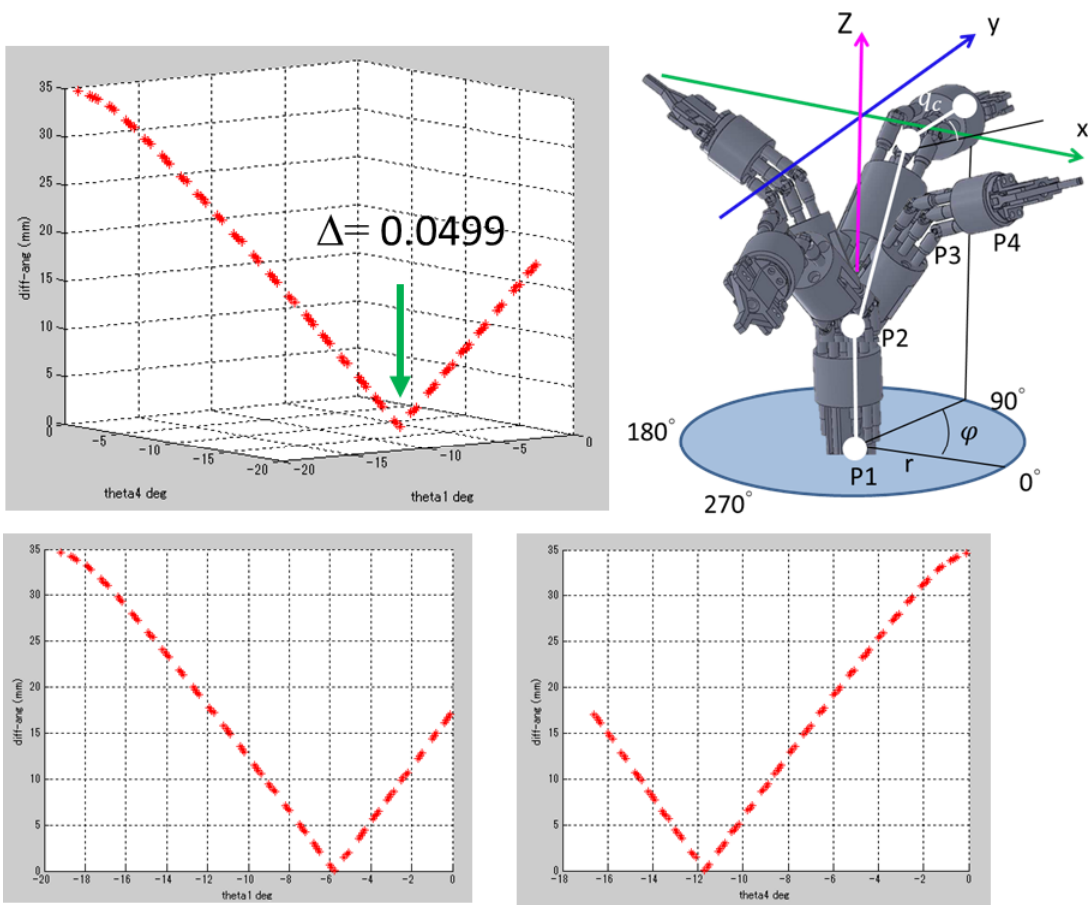 35
30
25
20
15
10
5
0
diff-ang (mm)
Δ= 0.0499
0
-5
-10
-15
-20
theta4 deg
-20
-15
-10
-5
0
theta1 deg
Z
y
q_c
x
P3
P4
P2
180°
90°
φ
P1
r
0°
270°
35
30
25
20
15
10
5
0
diff-ang (mm)
-20 -18 -16 -14 -12 -10 -8 -6 -4 -2 0
theta1 deg
35
30
25
20
15
10
5
0
diff-ang (mm)
-18 -16 -14 -12 -10 -8 -6 -4 -2 0
theta4 deg